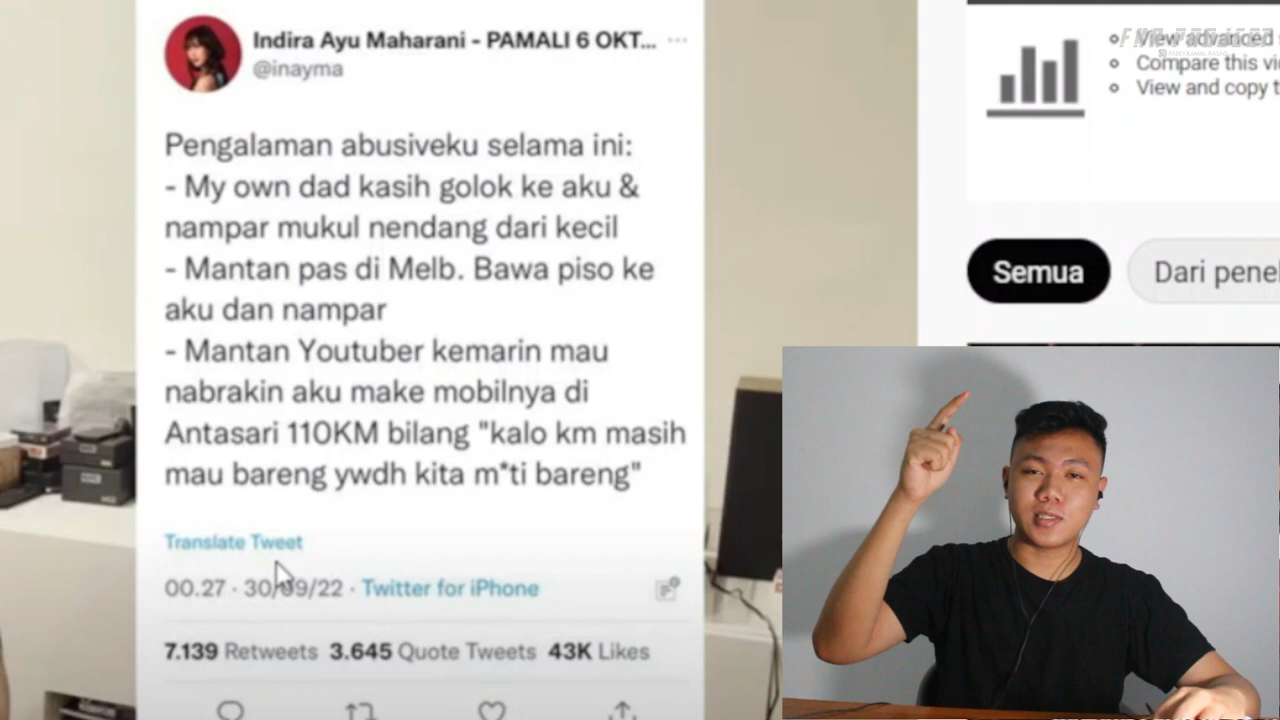 Indira Ayu Maharani - PAMALI 6 OKT...
@inayma
Pengalaman abusiveku selama ini:
- My own dad kasih golok ke aku &
nampar mukul nendang dari kecil
- Mantan pas di Melb. Bawa piso ke
aku dan nampar
- Mantan Youtuber kemarin mau
nabrakin aku make mobilnya di
Antasari 110KM bilang "kalo km masih
mau bareng ywdh kita m*ti bareng"
Translate Tweet
00.27 · 30/09/22 · Twitter for iPhone
7.139 Retweets 3.645 Quote Tweets 43K Likes
View advanced
Compare this vi
View and copy t
Semua
Dari penel